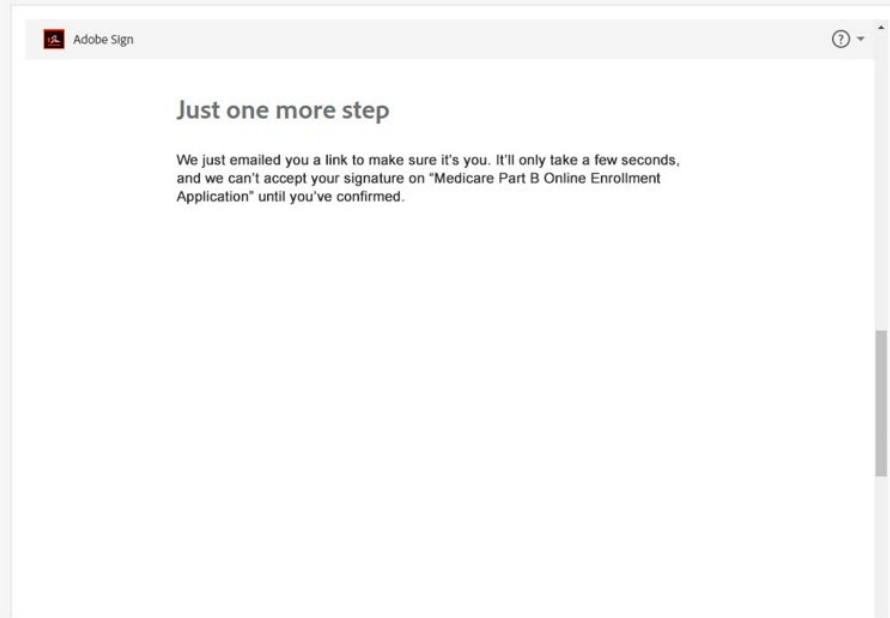 Adobe Sign
?
Just one more step
We just emailed you a link to make sure it's you. It'll only take a few seconds,
and we can't accept your signature on “Medicare Part B Online Enrollment
Application” until you've confirmed.